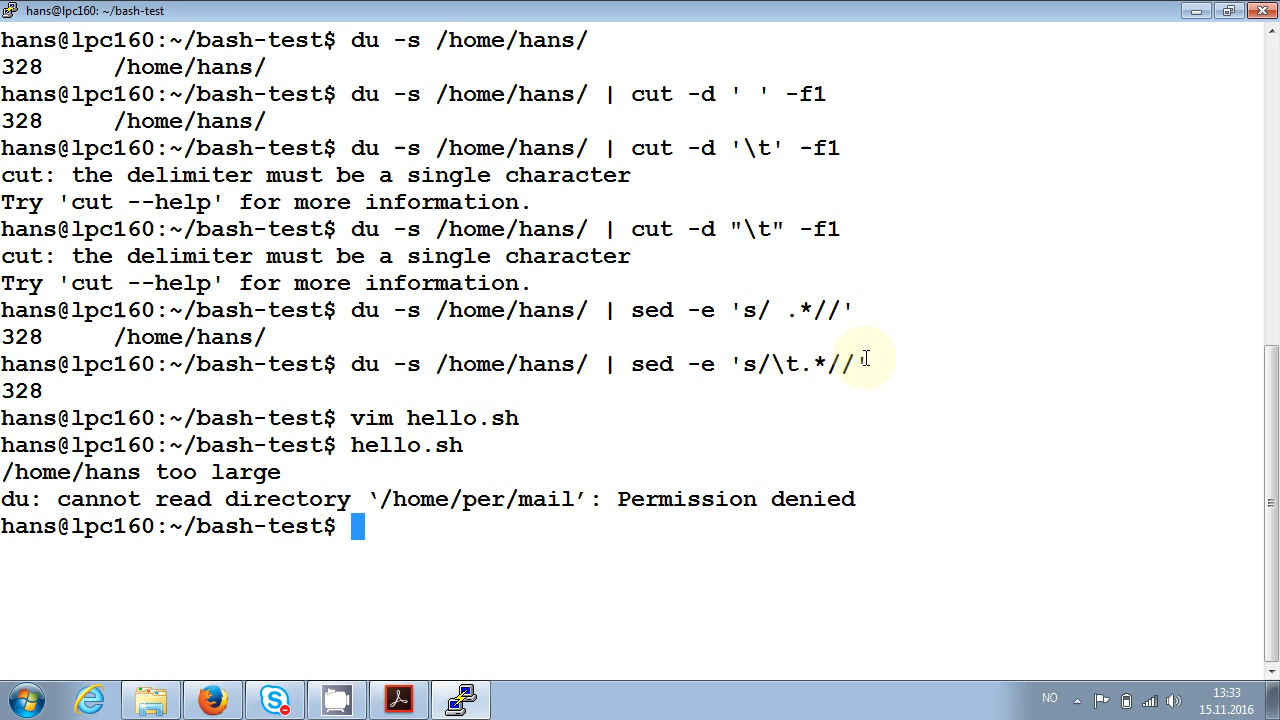 hans@lpc160: ~/bash-test
hans@lpc160:~/bash-test$ du -s /home/hans/
328     /home/hans/
hans@lpc160:~/bash-test$ du -s /home/hans/ | cut -d ' ' -f1
328     /home/hans/
hans@lpc160:~/bash-test$ du -s /home/hans/ | cut -d '\t' -f1
cut: the delimiter must be a single character
Try 'cut --help' for more information.
hans@lpc160:~/bash-test$ du -s /home/hans/ | cut -d "\t" -f1
cut: the delimiter must be a single character
Try 'cut --help' for more information.
hans@lpc160:~/bash-test$ du -s /home/hans/ | sed -e 's/ .*//'
328     /home/hans/
hans@lpc160:~/bash-test$ du -s /home/hans/ | sed -e 's/\t.*//'
328
hans@lpc160:~/bash-test$ vim hello.sh
hans@lpc160:~/bash-test$ hello.sh
/home/hans too large
du: cannot read directory ‘/home/per/mail’: Permission denied
hans@lpc160:~/bash-test$
NO
13:33
15.11.2016